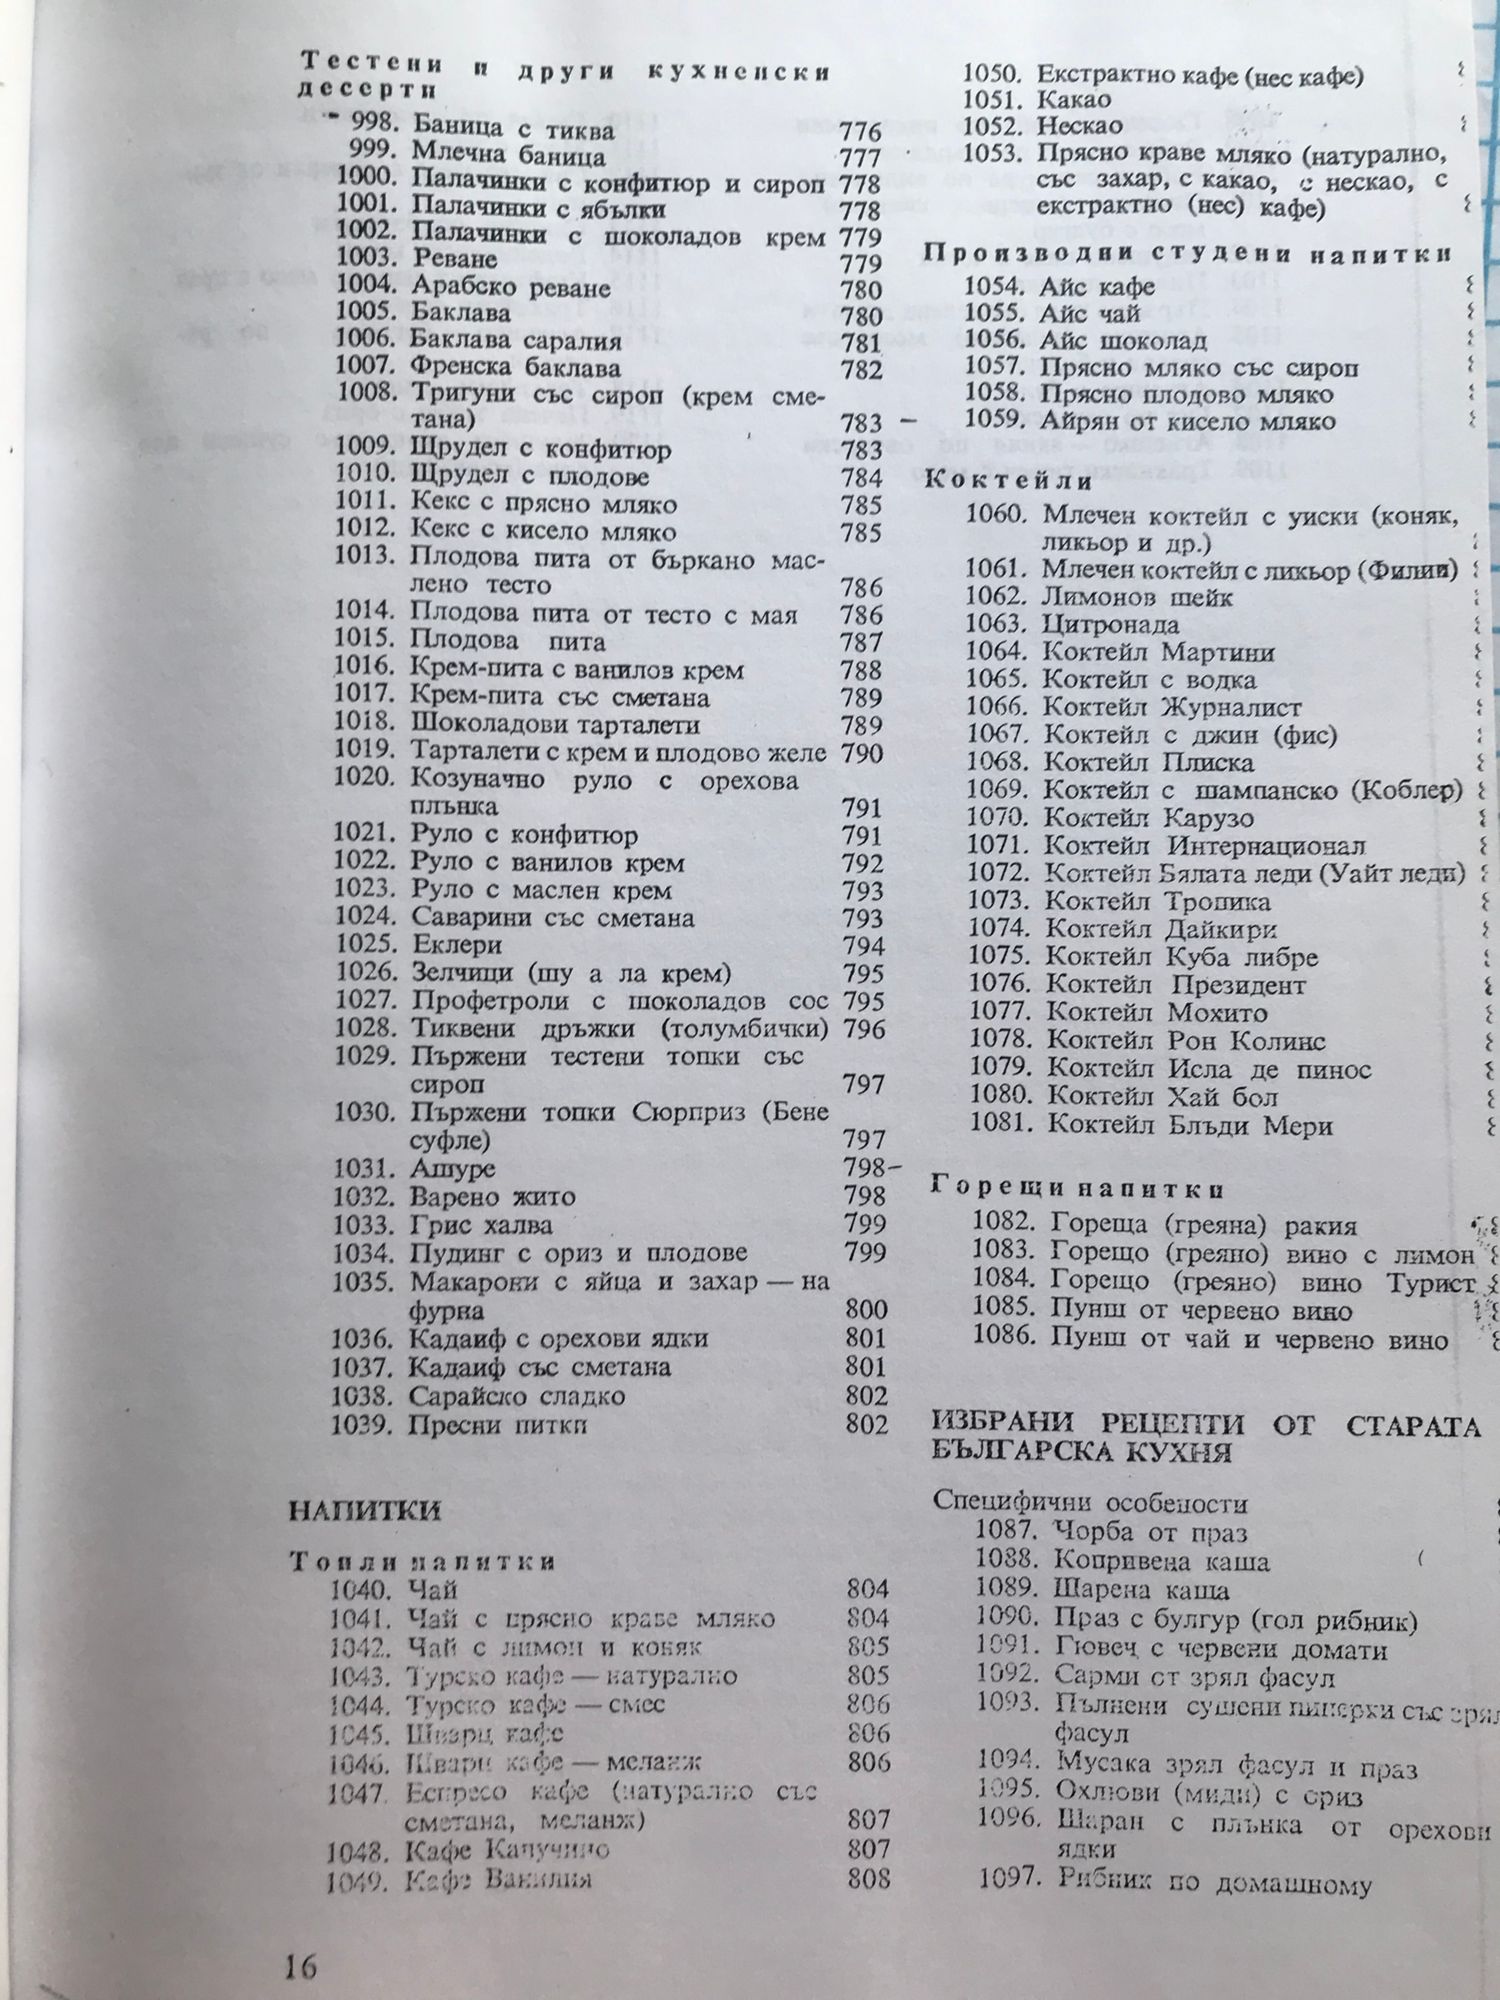 Тестени и други кухненски
десерти
998. Баница с тиква 776
999. Млечна баница 777
1000. Палачинки с конфитюр и сироп 778
1001. Палачинки с ябълки 778
1002. Палачинки с шоколадов крем 779
1003. Реване 779
1004. Арабско реване 780
1005. Баклава 780
1006. Баклава саралия 781
1007. Френска баклава 782
1008. Тригуни със сироп (крем сме-
тана) 783
1009. Щрудел с конфитюр 783
1010. Щрудел с плодове 784
1011. Кекс с прясно мляко 785
1012. Кекс с кисело мляко 785
1013. Плодова пита от бъркано мас-
лено тесто 786
1014. Плодова пита от тесто с мая 786
1015. Плодова пита 787
1016. Крем-пита с ванилов крем 788
1017. Крем-пита със сметана 789
1018. Шоколадови тарталети 789
1019. Тарталети с крем и плодово желе 790
1020. Козуначно руло с орехова
плънка 791
1021. Руло с конфитюр 791
1022. Руло с ванилов крем 792
1023. Руло с маслен крем 793
1024. Саварини със сметана 793
1025. Еклери 794
1026. Зелчици (шу а ла крем) 795
1027. Профетроли с шоколадов сос 795
1028. Тиквени дръжки (толумбички) 796
1029. Пържени тестени топки със
сироп 797
1030. Пържени топки Сюрприз (Бене
суфле) 797
1031. Ашуре 798
1032. Варено жито 798
1033. Грис халва 799
1034. Пудинг с ориз и плодове 799
1035. Макарони с яйца и захар — на
фурна 800
1036. Кадаиф с орехови ядки 801
1037. Кадаиф със сметана 801
1038. Сарайско сладко 802
1039. Пресни питки 802
НАПИТКИ
Топли напитки
1040. Чай 804
1041. Чай с прясно краве мляко 804
1042. Чай с лимон и коняк 805
1043. Турско кафе — натурално 805
1044. Турско кафе — смес 806
1045. Шварц кафе 806
1046. Шварц кафе — меланж 806
1047. Еспресо кафе (натурално със
сметана, меланж) 807
1048. Кафе Капучино 807
1049. Кафе Ванилия 808
16
1050. Екстрактно кафе (нес кафе)
1051. Какао
1052. Нескао
1053. Прясно краве мляко (натурално,
със захар, с какао, с нескао, с
екстрактно (нес) кафе)
Производни студени напитки
1054. Айс кафе
1055. Айс чай
1056. Айс шоколад
1057. Прясно мляко със сироп
1058. Прясно плодово мляко
1059. Айрян от кисело мляко
Коктейли
1060. Млечен коктейл с уиски (коняк,
ликьор и др.)
1061. Млечен коктейл с ликьор (Филип)
1062. Лимонов шейк
1063. Цитронада
1064. Коктейл Мартини
1065. Коктейл с водка
1066. Коктейл Журналист
1067. Коктейл с джин (фис)
1068. Коктейл Плиска
1069. Коктейл с шампанско (Коблер)
1070. Коктейл Карузо
1071. Коктейл Интернационал
1072. Коктейл Бялата леди (Уайт леди)
1073. Коктейл Тропика
1074. Коктейл Дайкири
1075. Коктейл Куба либре
1076. Коктейл Президент
1077. Коктейл Мохито
1078. Коктейл Рон Колинс
1079. Коктейл Исла де пинос
1080. Коктейл Хай бол
1081. Коктейл Блъди Мери
Горещи напитки
1082. Гореща (греяна) ракия
1083. Горещо (греяно) вино с лимон
1084. Горещо (греяно) вино Турист
1085. Пунш от червено вино
1086. Пунш от чай и червено вино
ИЗБРАНИ РЕЦЕПТИ ОТ СТАРАТА
БЪЛГАРСКА КУХНЯ
Специфични особености
1087. Чорба от праз
1088. Копривена каша
1089. Шарена каша
1090. Праз с булгур (гол рибник)
1091. Гювеч с червени домати
1092. Сарми от зрял фасул
1093. Пълнени сушени пиперки със зрял
фасул
1094. Мусака зрял фасул и праз
1095. Охлюви (миди) с ориз
1096. Шаран с плънка от орехови
ядки
1097. Рибник по домашному